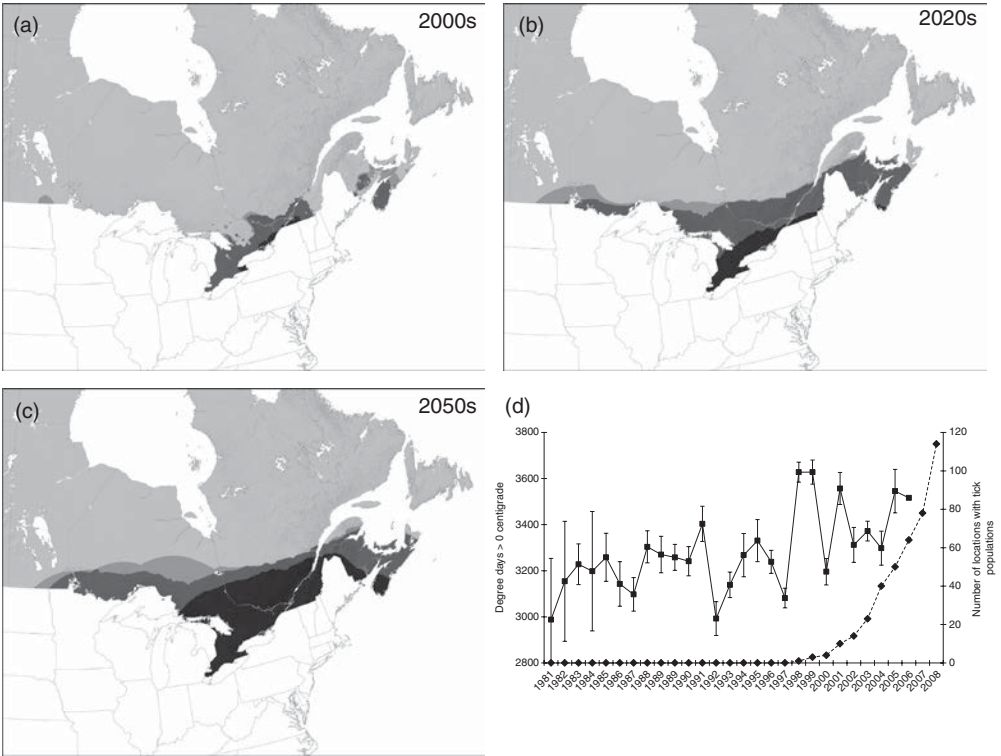 (a)
2000s
(b)
2020s
(c)
2050s
(d)
3800
3600
3400
3200
3000
2800
Degree days > 0 centigrade
120
100
80
60
40
20
0
Number of locations with tick
populations
1981 1982 1983 1984 1985 1986 1987 1988 1989 1989 1990 1991 1992 1993 1994 1995 1996 1997 1998 1999 2000 2001 2002 2003 2004 2005 2006 2007 2008